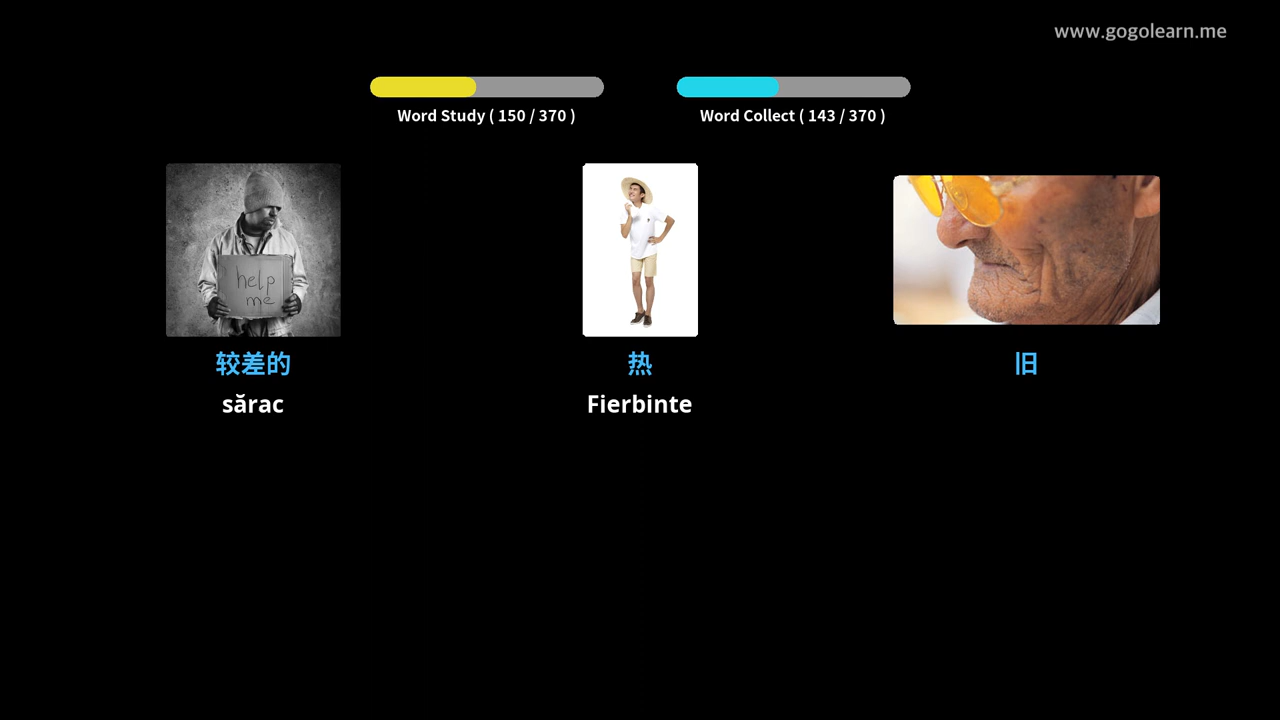 www.gogolearn.me
Word Study ( 150 / 370 )
Word Collect ( 143 / 370 )
help
me
较差的
热
旧
sărac
Fierbinte